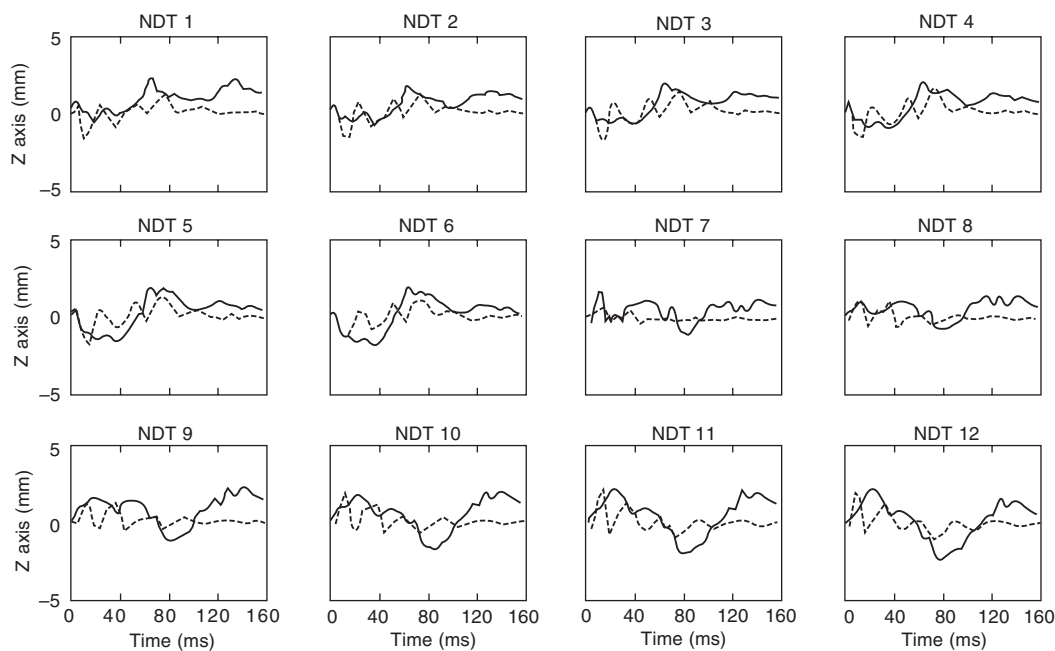 NDT 1 NDT 2 NDT 3 NDT 4
5
Z axis (mm)
0
–5
NDT 5 NDT 6 NDT 7 NDT 8
5
Z axis (mm)
0
5
NDT 9 NDT 10 NDT 11 NDT 12
5
Z axis (mm)
0
–5
0 40 80 120 160 0 40 80 120 160 0 40 80 120 160 0 40 80 120 160
Time (ms) Time (ms) Time (ms) Time (ms)